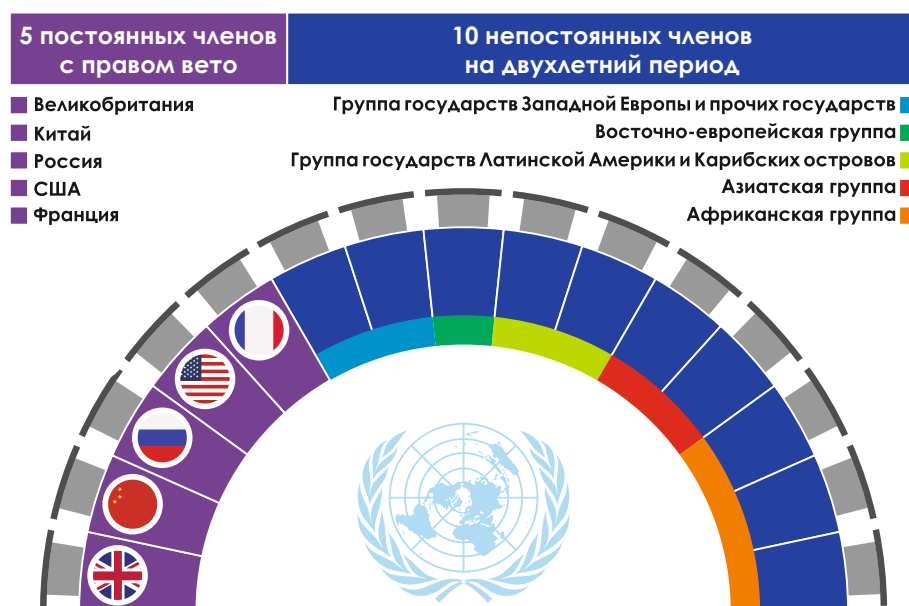 5 постоянных членов
с правом вето
10 непостоянных членов
на двухлетний период
Великобритания
Китай
Россия
США
Франция
Группа государств Западной Европы и прочих государств
Восточно-европейская группа
Группа государств Латинской Америки и Карибских островов
Азиатская группа
Африканская группа